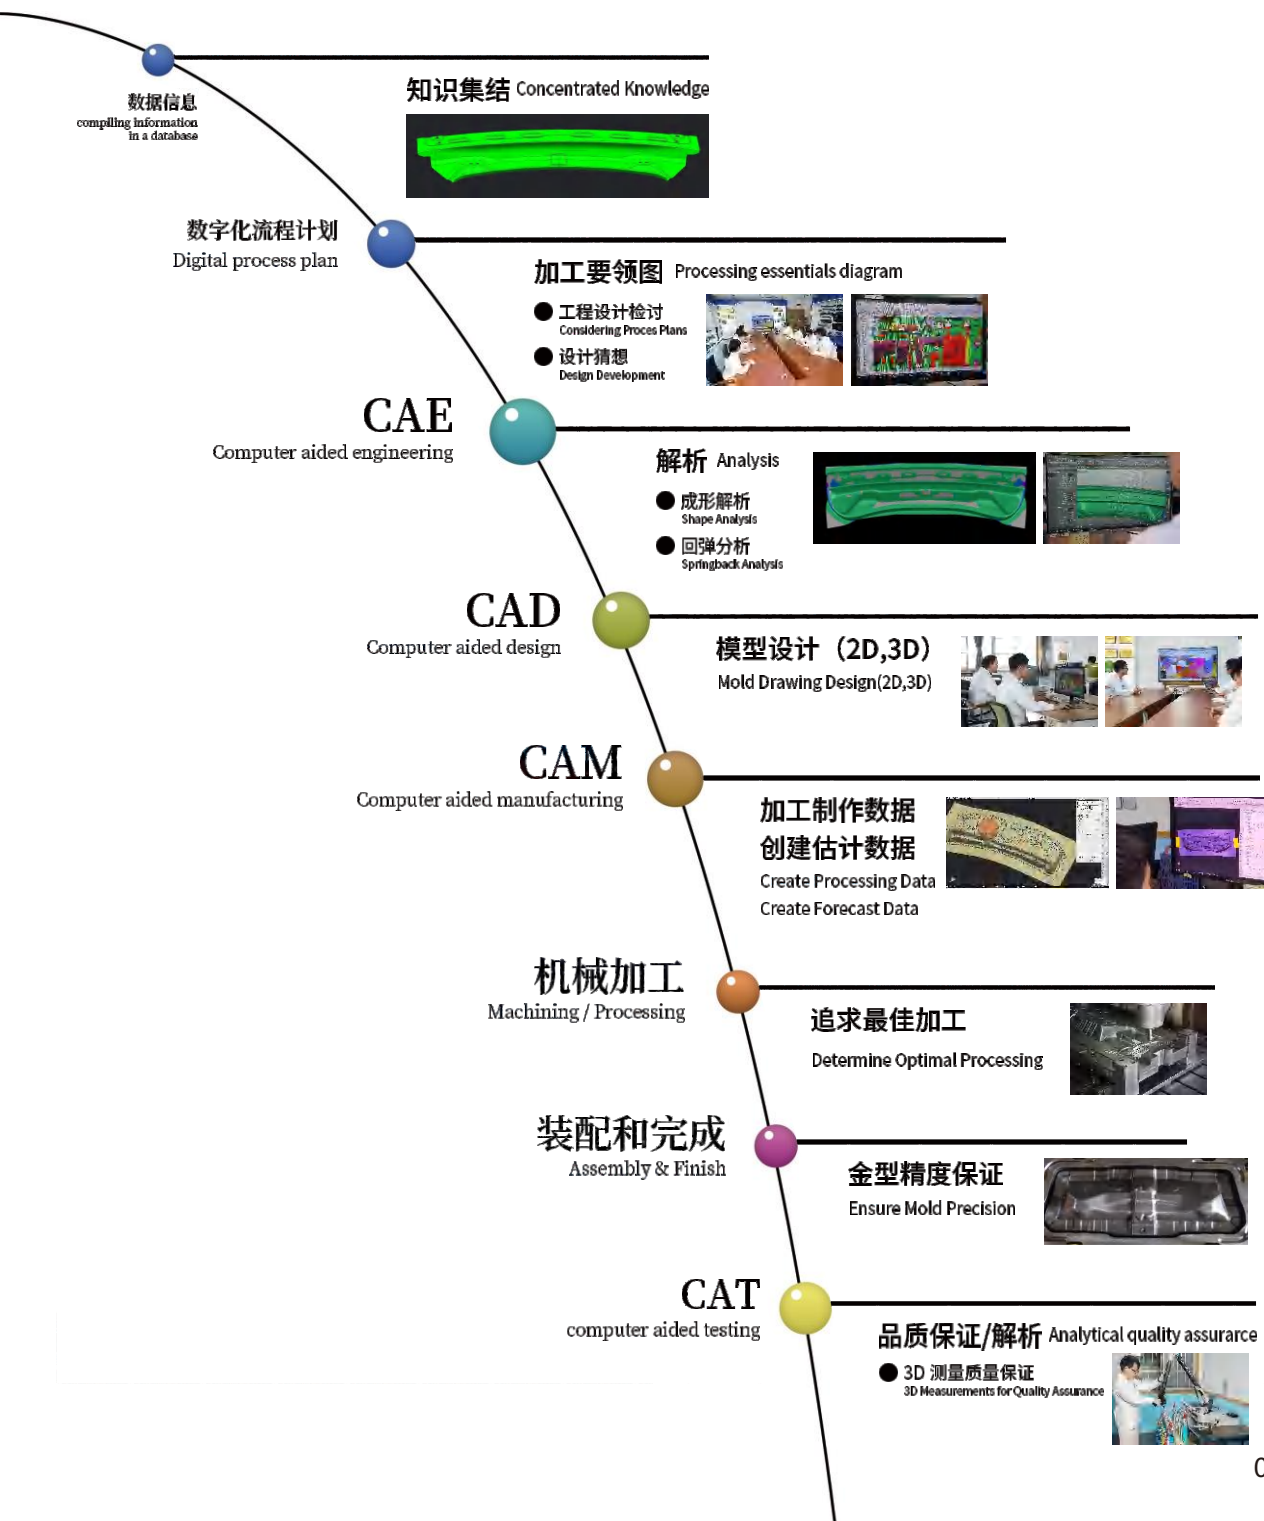 数据信息
compiling information
in a database
知识集结 Concentrated Knowledge
数字化流程计划
Digital process plan
加工要领图 Processing essentials diagram
工程设计检讨
Considering Proces Plans
设计猜想
Design Development
CAE
Computer aided engineering
解析 Analysis
成形解析
Shape Analysis
回弹分析
Springback Analysis
CAD
Computer aided design
模型设计（2D,3D）
Mold Drawing Design(2D,3D)
CAM
Computer aided manufacturing
加工制作数据
创建估计数据
Create Processing Data
Create Forecast Data
机械加工
Machining / Processing
追求最佳加工
Determine Optimal Processing
装配和完成
Assembly & Finish
金型精度保证
Ensure Mold Precision
CAT
computer aided testing
品质保证/解析 Analytical quality assurarce
3D 测量质量保证
3D Measurements for Quality Assurance
0